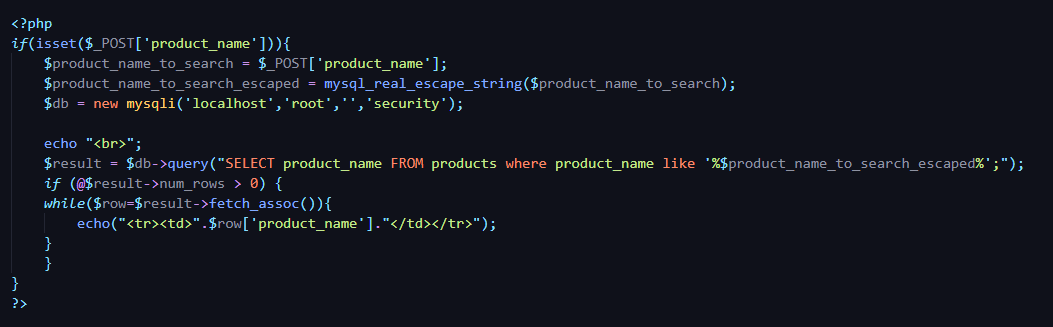 <?php
if(isset($_POST['product_name'])){
    $product_name_to_search = $_POST['product_name'];
    $product_name_to_search_escaped = mysql_real_escape_string($product_name_to_search);
    $db = new mysqli('localhost','root','','security');

    echo "<br>";
    $result = $db->query("SELECT product_name FROM products where product_name like '%$product_name_to_search_escaped%';");
    if (@$result->num_rows > 0) {
    while($row=$result->fetch_assoc()){
        echo("<tr><td>".$row['product_name']."</td></tr>");
    }
    }
}
?>